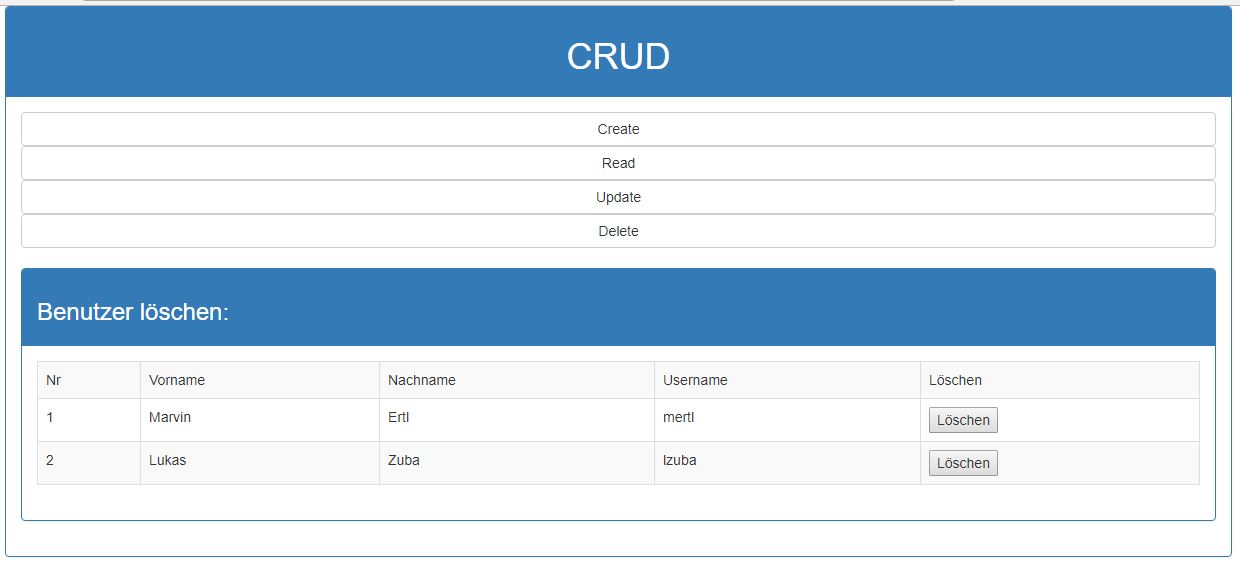 CRUD
Create
Read
Update
Delete
Benutzer löschen:
Nr Vorname Nachname Username Löschen
1 Marvin Ertl mertl Löschen
2 Lukas Zuba lzuba Löschen